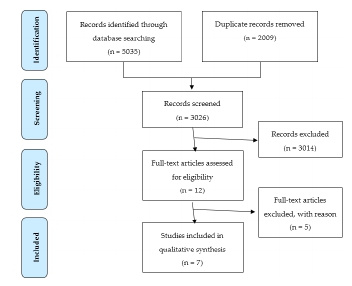 Identification
Records identified through
database searching
(n = 5035)
Duplicate records removed
(n = 2009)
Screening
Records screened
(n = 3026)
Records excluded
(n = 3014)
Eligibility
Full-text articles assessed
for eligibility
(n = 12)
Full-text articles
excluded, with reason
(n = 5)
Included
Studies included in
qualitative synthesis
(n = 7)